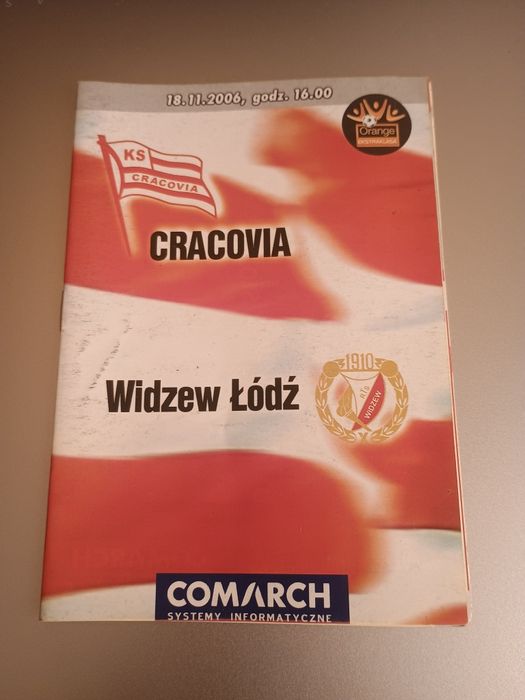 18.11.2006, godz. 16.00
Orange
EKSTRAKLASA
KS
CRACOVIA
CRACOVIA
1910
Widzew Łódź
RTS
WIDZEW
COMARCH
SYSTEMY INFORMATYCZNE